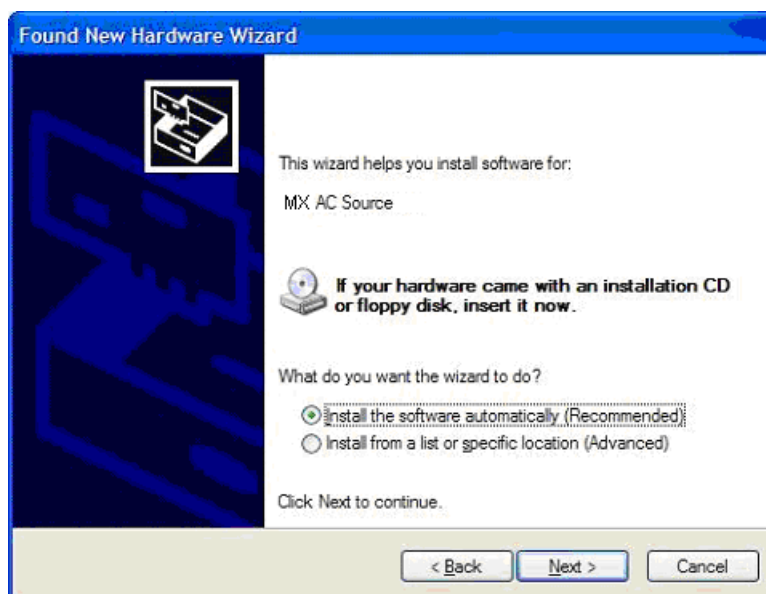 Found New Hardware Wizard
This wizard helps you install software for:
MX AC Source
If your hardware came with an installation CD
or floppy disk, insert it now.
What do you want the wizard to do?
Install the software automatically (Recommended)
Install from a list or specific location (Advanced)
Click Next to continue.
< Back Next > Cancel